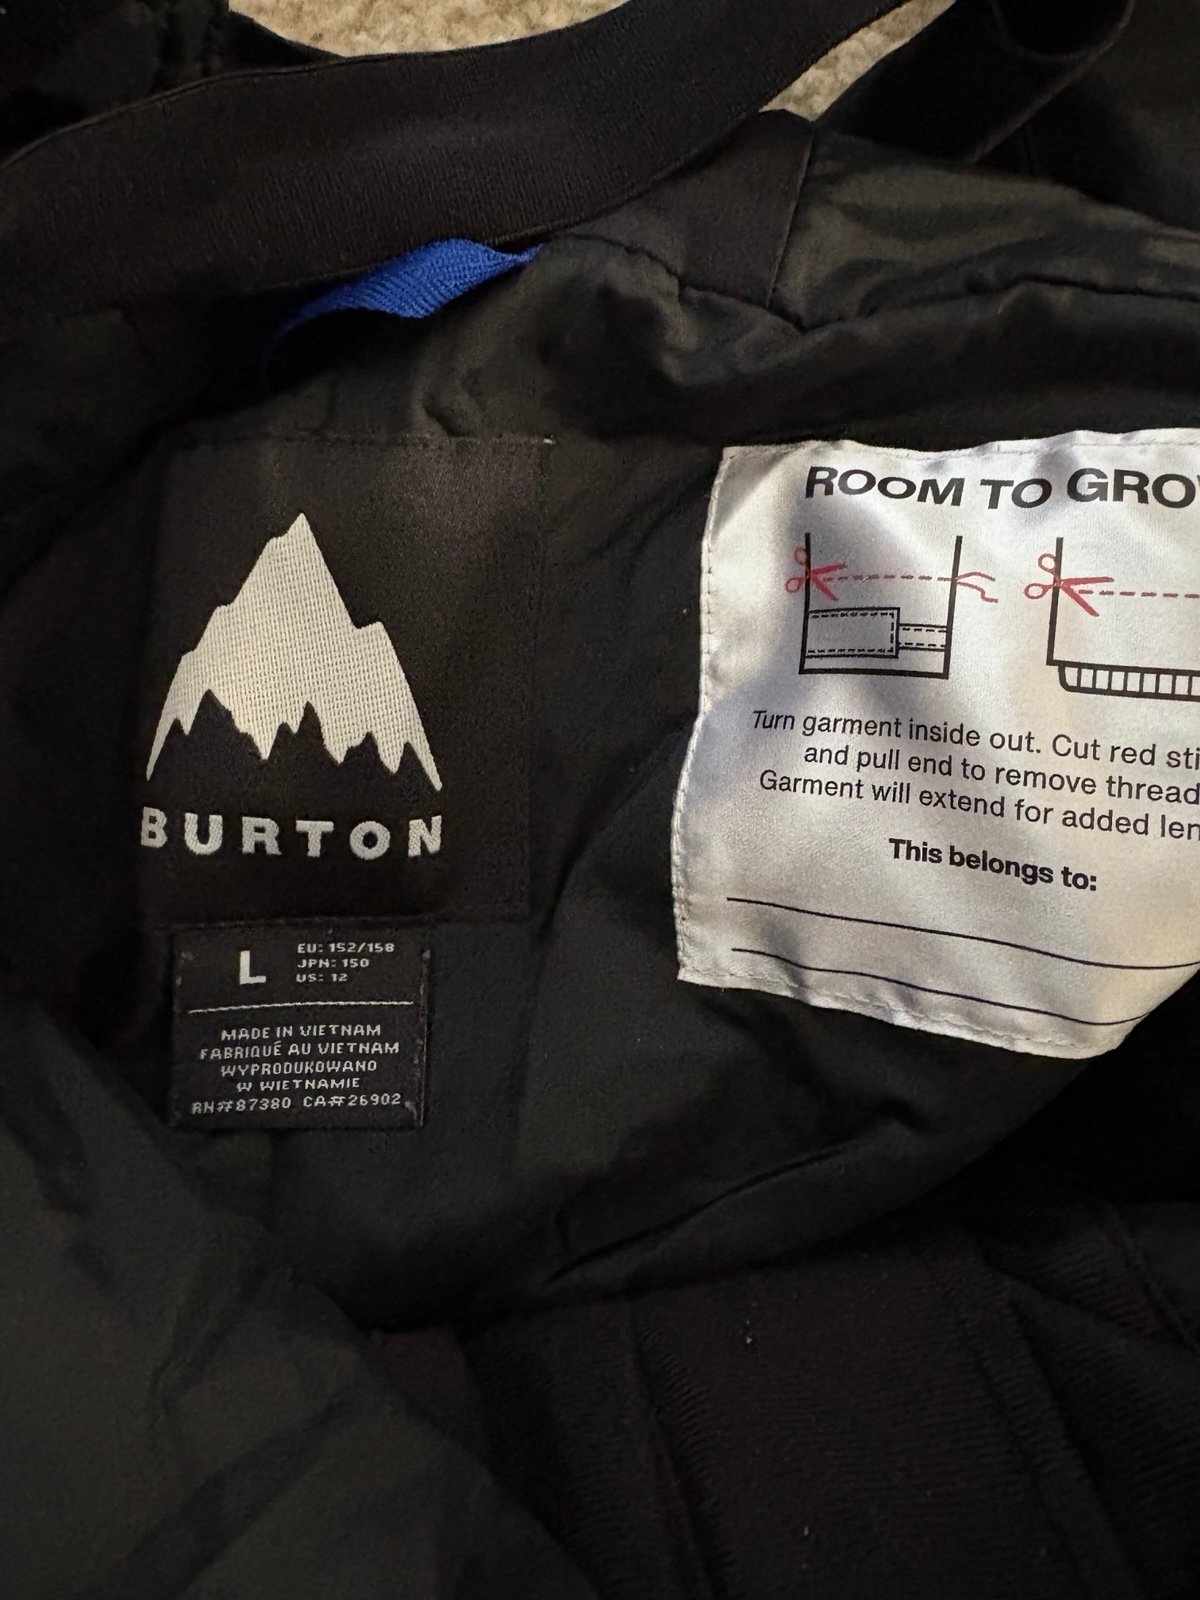 BURTON
L
EU: 152/158
JPN: 150
US: 12
MADE IN VIETNAM
FABRIQUÉ AU VIETNAM
WYPRODUKOWANO
W WIETNAMIE
RN#87380 CA#26902
ROOM TO GRO
Turn garment inside out. Cut red sti
and pull end to remove thread
Garment will extend for added len
This belongs to: